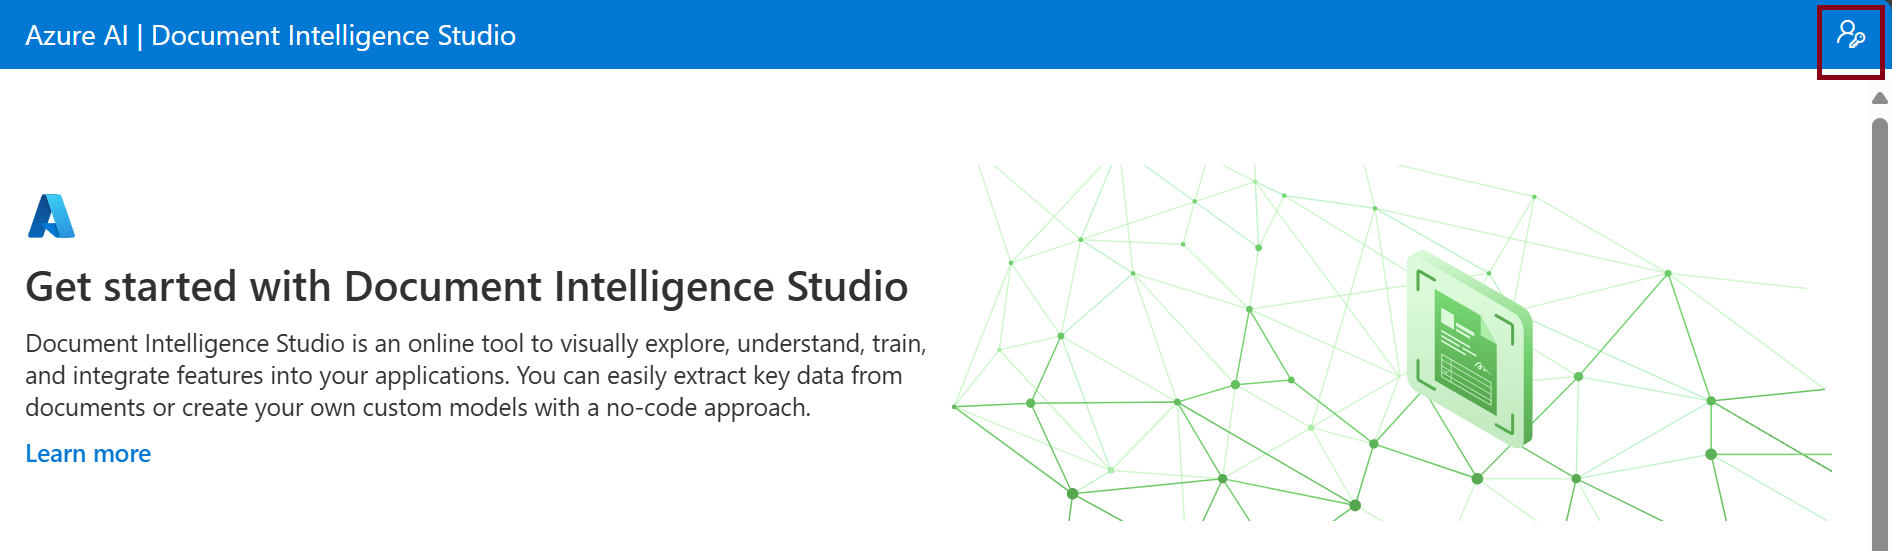 Azure AI | Document Intelligence Studio
Get started with Document Intelligence Studio
Document Intelligence Studio is an online tool to visually explore, understand, train,
and integrate features into your applications. You can easily extract key data from
documents or create your own custom models with a no-code approach.
Learn more